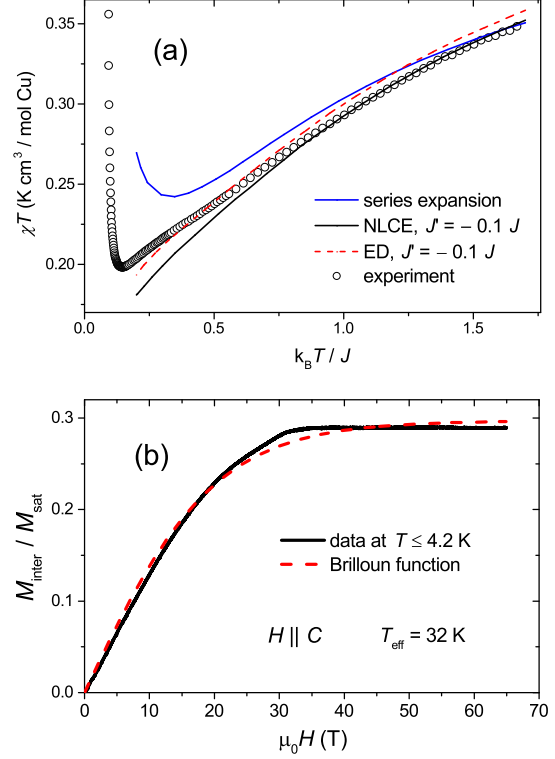 (a)
0.35
0.30
0.25
0.20
χT (K cm³ / mol Cu)
series expansion
NLCE, J' = − 0.1 J
ED, J' = − 0.1 J
experiment
0.0 0.5 1.0 1.5
k_BT / J
(b)
0.3
0.2
0.1
0.0
M_inter / M_sat
data at T ≤ 4.2 K
Brilloun function
H || C T_eff = 32 K
0 10 20 30 40 50 60 70
μ₀H (T)